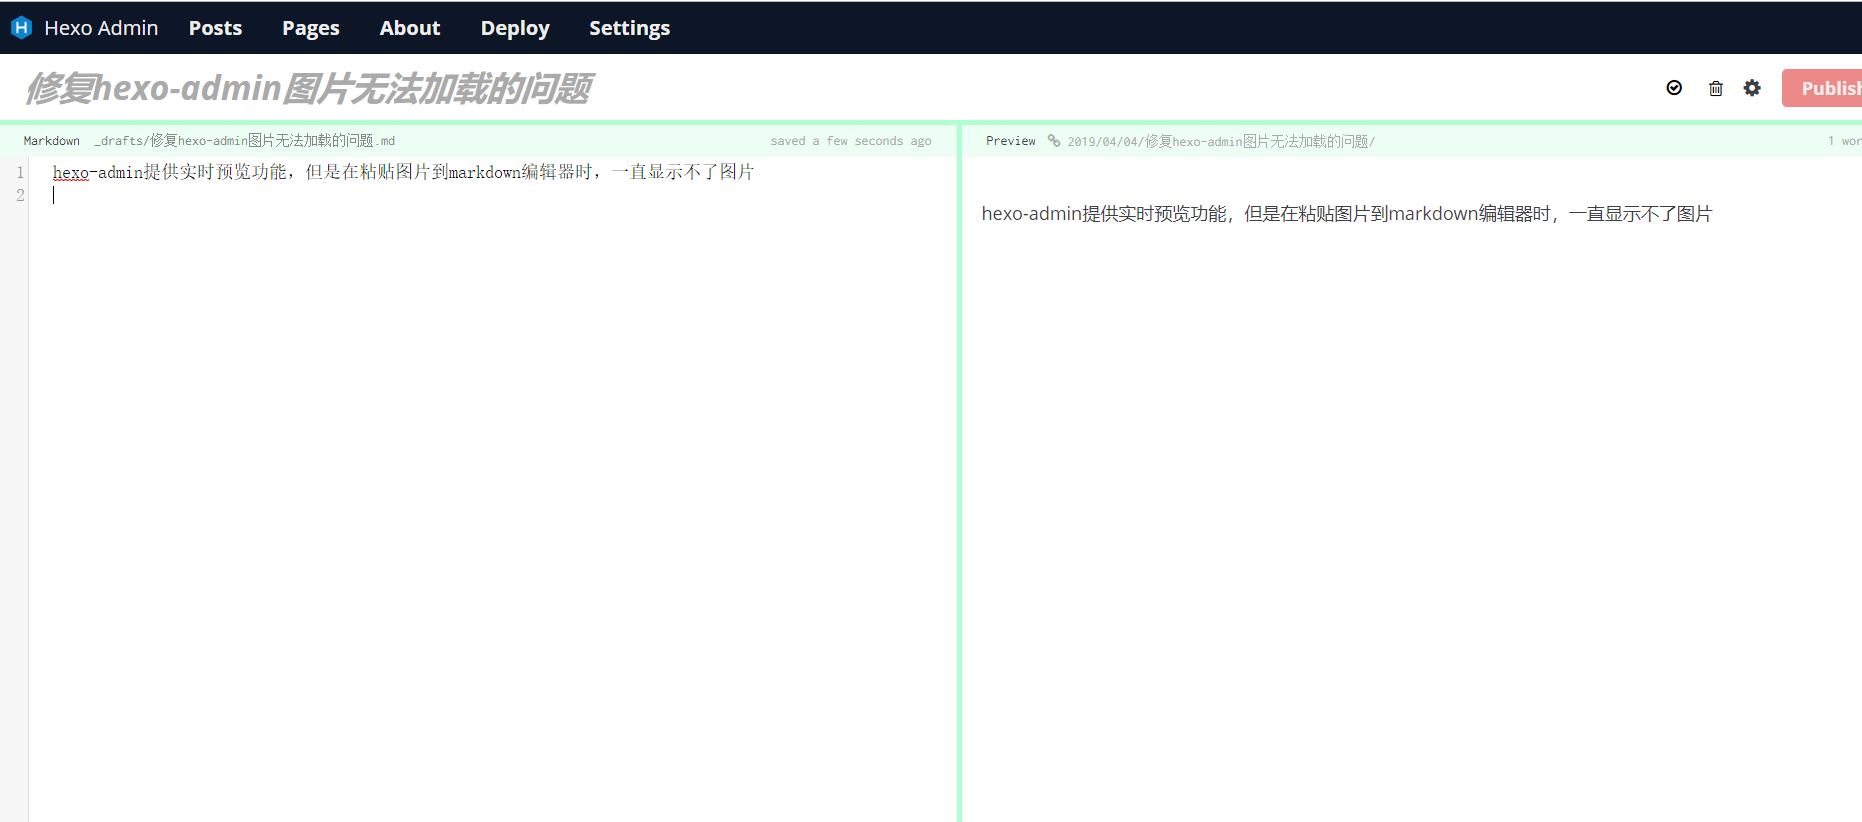 Hexo Admin Posts Pages About Deploy Settings
修复hexo-admin图片无法加载的问题
Publish
Markdown _drafts/修复hexo-admin图片无法加载的问题.md saved a few seconds ago
Preview 2019/04/04/修复hexo-admin图片无法加载的问题/ 1 wor
1 hexo-admin提供实时预览功能，但是在粘贴图片到markdown编辑器时，一直显示不了图片
2
hexo-admin提供实时预览功能，但是在粘贴图片到markdown编辑器时，一直显示不了图片